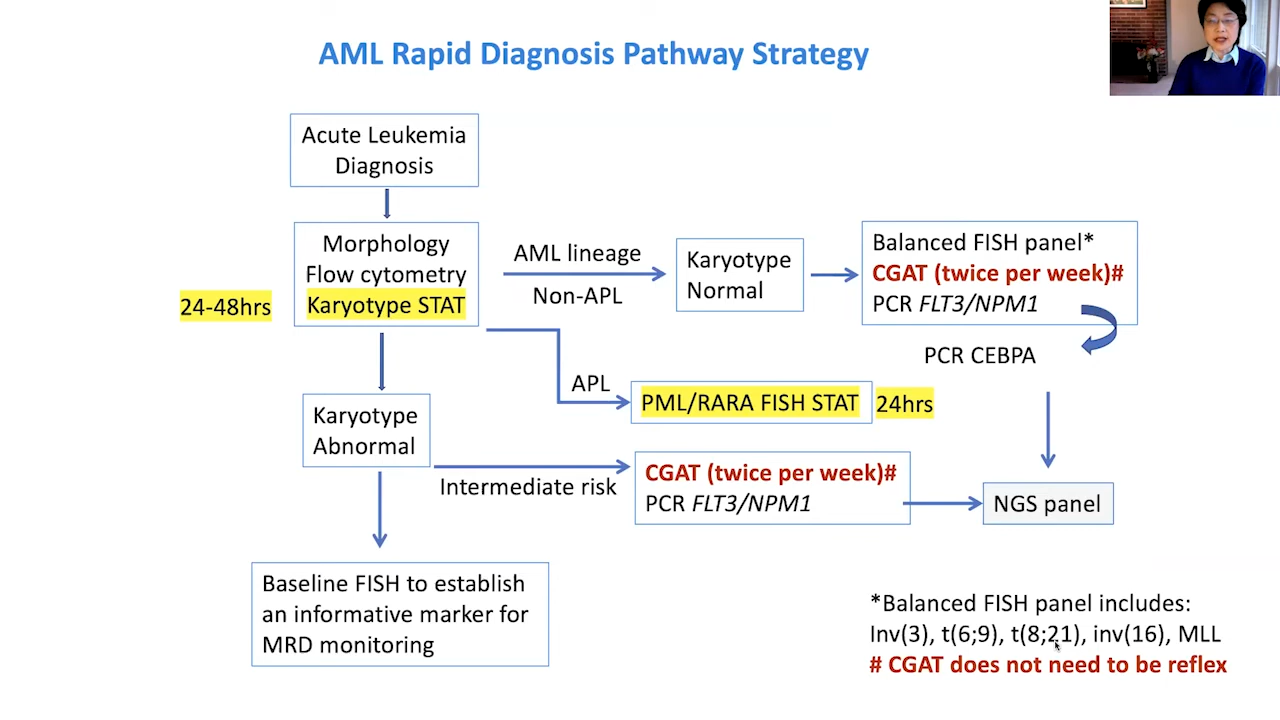 AML Rapid Diagnosis Pathway Strategy
Acute Leukemia
Diagnosis
Morphology
Flow cytometry
Karyotype STAT
24-48hrs
AML lineage
Non-APL
Karyotype
Normal
Balanced FISH panel*
CGAT (twice per week)#
PCR FLT3/NPM1
PCR CEBPA
APL
PML/RARA FISH STAT
24hrs
Karyotype
Abnormal
Intermediate risk
CGAT (twice per week)#
PCR FLT3/NPM1
NGS panel
Baseline FISH to establish
an informative marker for
MRD monitoring
*Balanced FISH panel includes:
Inv(3), t(6;9), t(8;21), inv(16), MLL
# CGAT does not need to be reflex